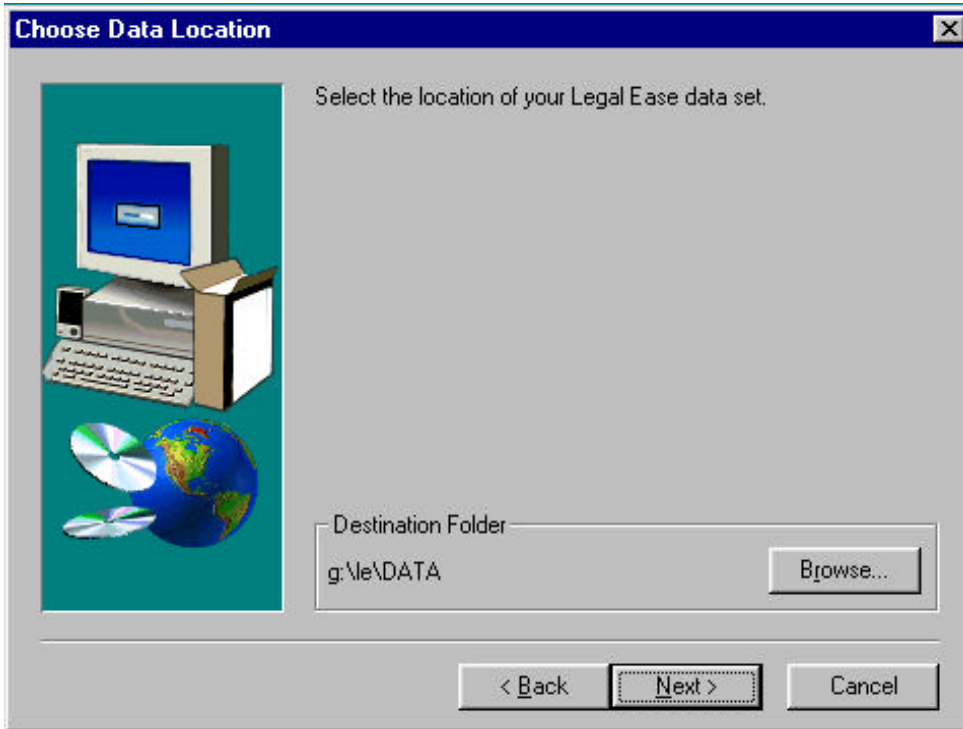 Choose Data Location
Select the location of your Legal Ease data set.
Destination Folder
g:\le\DATA
Browse...
< Back
Next >
Cancel